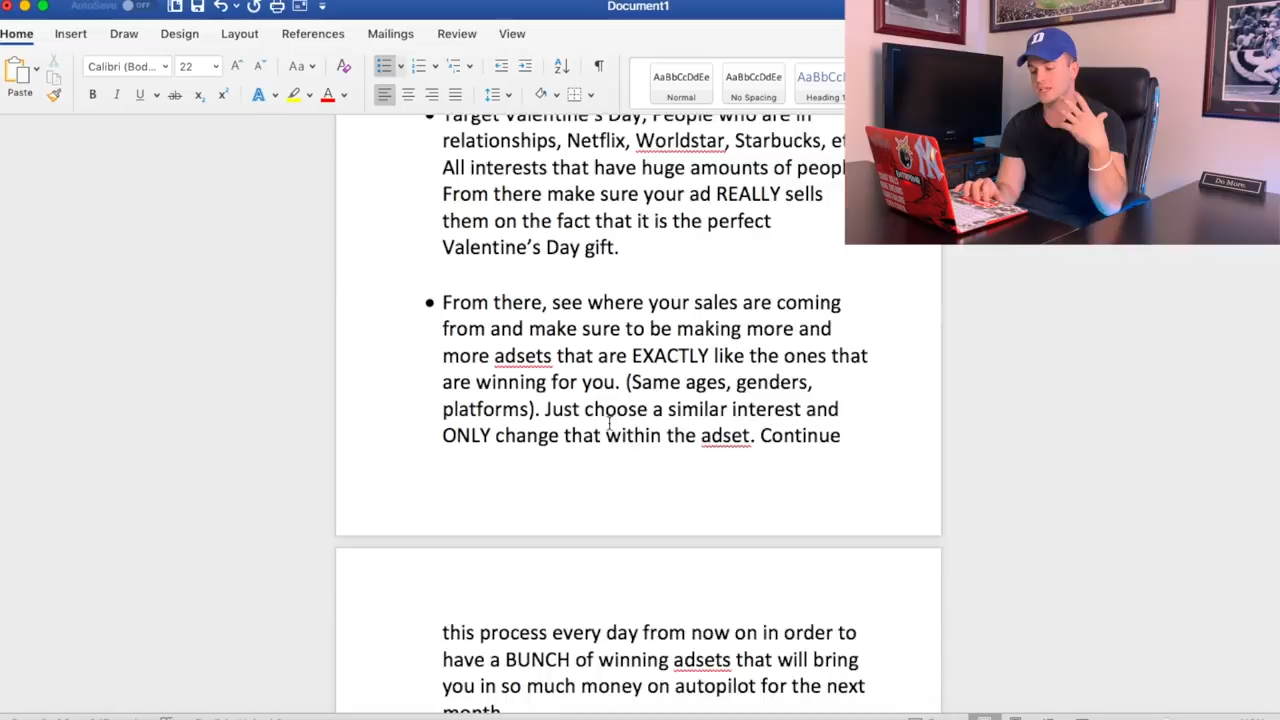 AutoSave
OFF
Document1
Home
Insert
Draw
Design
Layout
References
Mailings
Review
View
Paste
Calibri (Bod...
22
Aa
AaBbCcDdEe
Normal
AaBbCcDdEe
No Spacing
AaBbCcD
Heading 1
Target Valentine's Day, People who are in
relationships, Netflix, Worldstar, Starbucks, et
All interests that have huge amounts of peopl
From there make sure your ad REALLY sells
them on the fact that it is the perfect
Valentine's Day gift.
• From there, see where your sales are coming
from and make sure to be making more and
more adsets that are EXACTLY like the ones that
are winning for you. (Same ages, genders,
platforms). Just choose a similar interest and
ONLY change that within the adset. Continue
this process every day from now on in order to
have a BUNCH of winning adsets that will bring
you in so much money on autopilot for the next
month.
Do More.